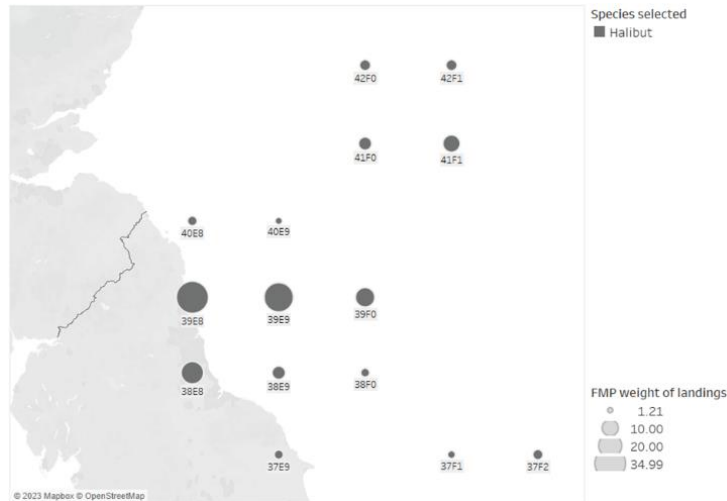 Species selected
Halibut
42F0 42F1
41F0 41F1
40E8 40E9
39E8 39E9 39F0
38E8 38E9 38F0
37E9 37F1 37F2
FMP weight of landings
1.21
10.00
20.00
34.99
© 2023 Mapbox © OpenStreetMap